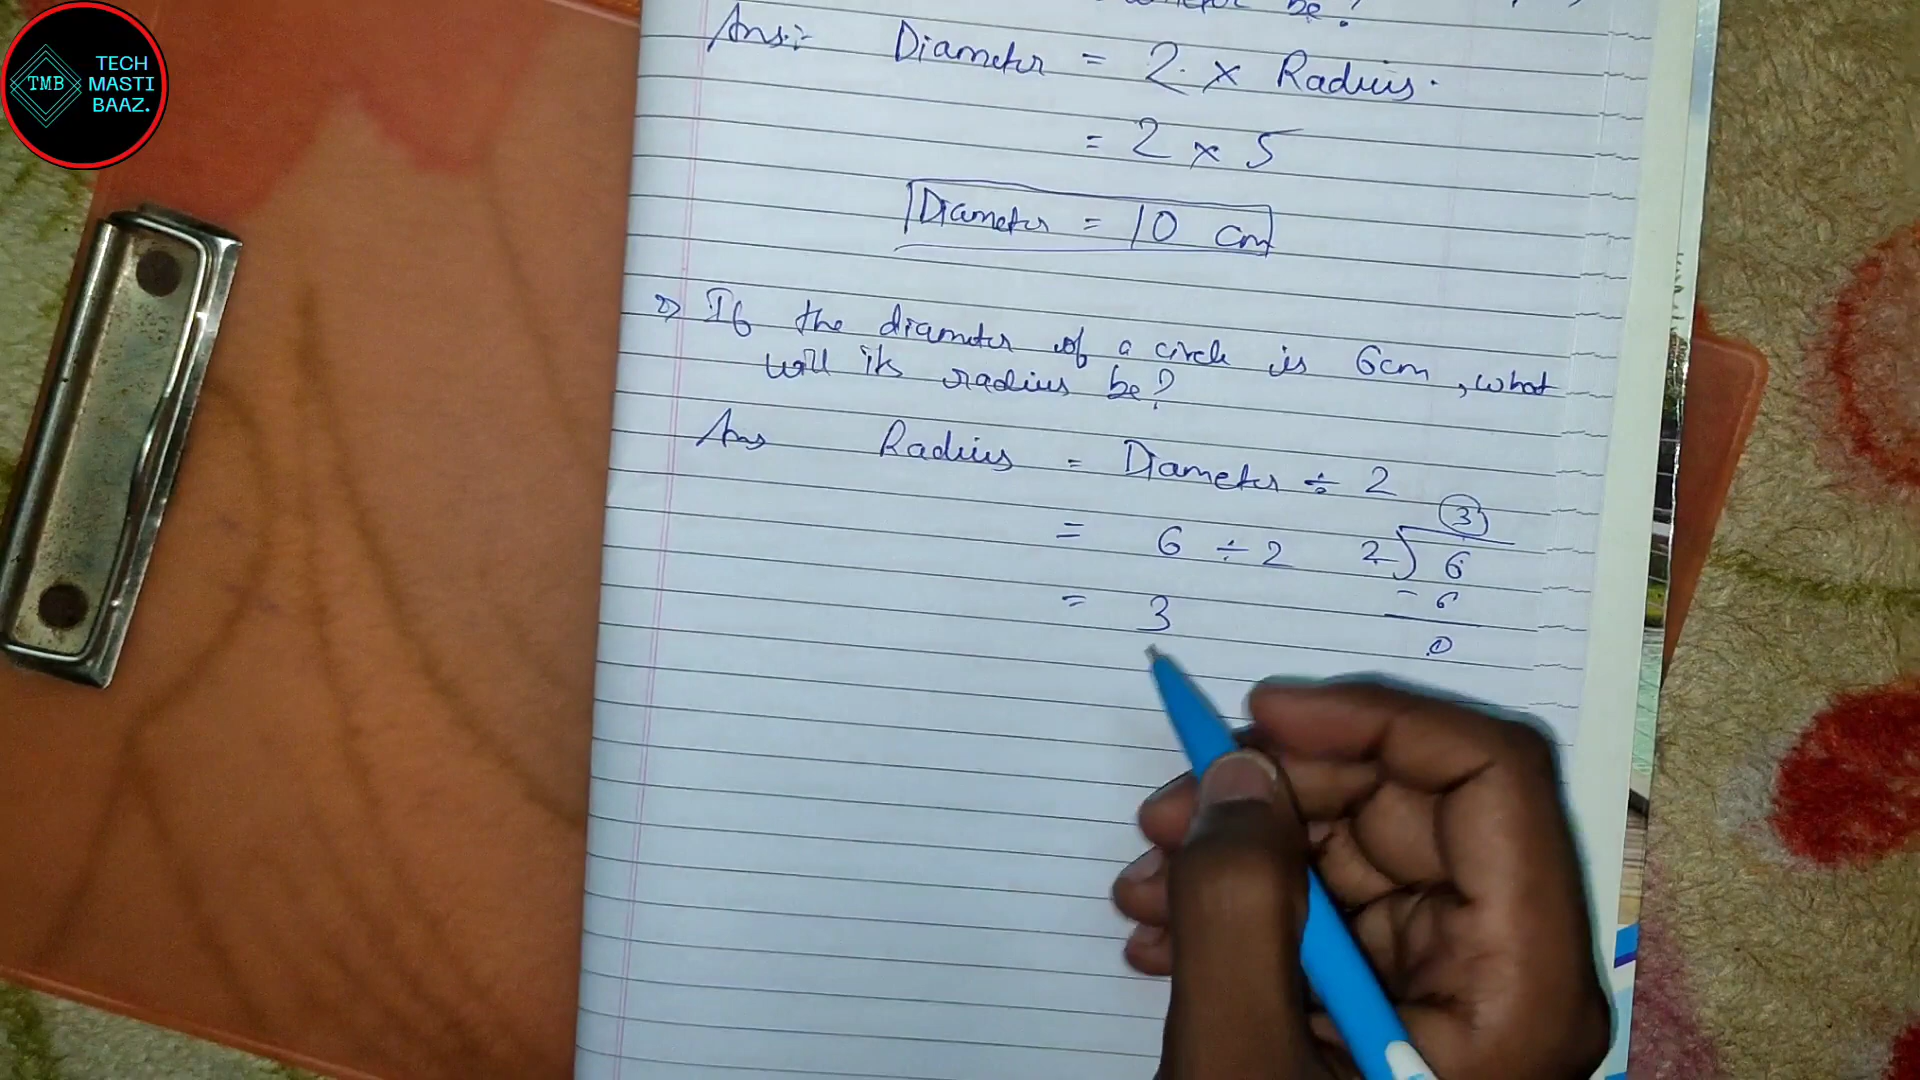 TMB
TECH
MASTI
BAAZ.
be?
Ans:- Diameter = 2 × Radius.
= 2 × 5
Diameter = 10 cm
If the diameter of a circle is 6cm, what
will its radius be?
Ans Radius = Diameter ÷ 2
= 6 ÷ 2
= 3
3
2) 6
- 6
0